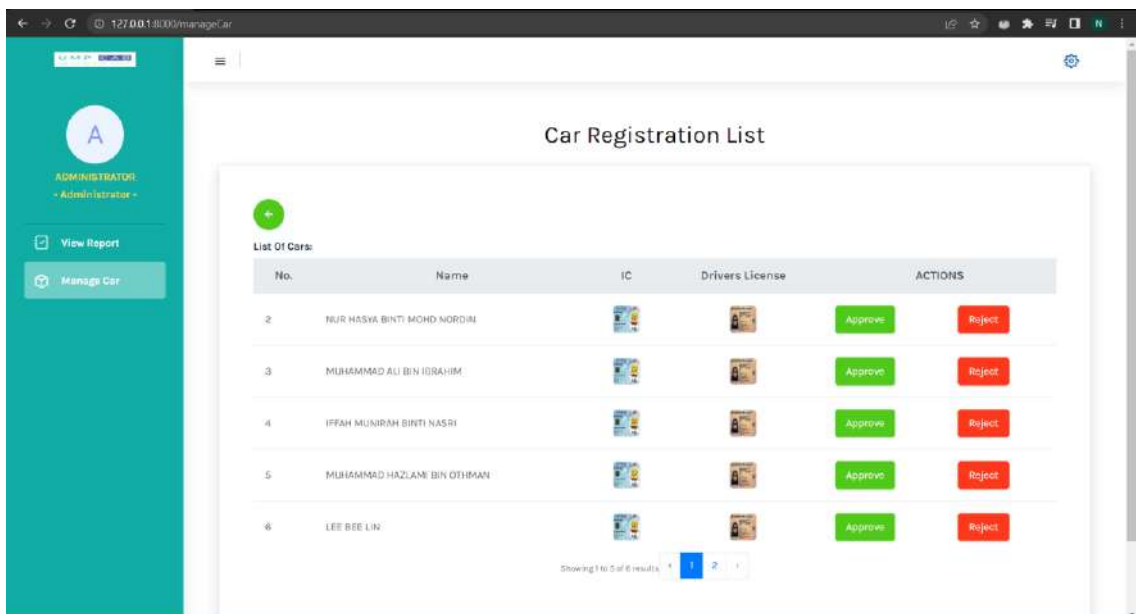 127.0.0.1:8000/manageCar
N
UMP CAB
A
ADMINISTRATOR
- Administrator -
View Report
Manage Car
Car Registration List
List Of Cars:
No. Name IC Drivers License ACTIONS
2 NUR HASYA BINTI MOHD NORDIN Approve Reject
3 MUHAMMAD ALI BIN IBRAHIM Approve Reject
4 IFFAH MUNIRAH BINTI NASRI Approve Reject
5 MUHAMMAD HAZLAMI BIN OTHMAN Approve Reject
6 LEE BEE LIN Approve Reject
Showing 1 to 5 of 6 results ‹ 1 2 ›